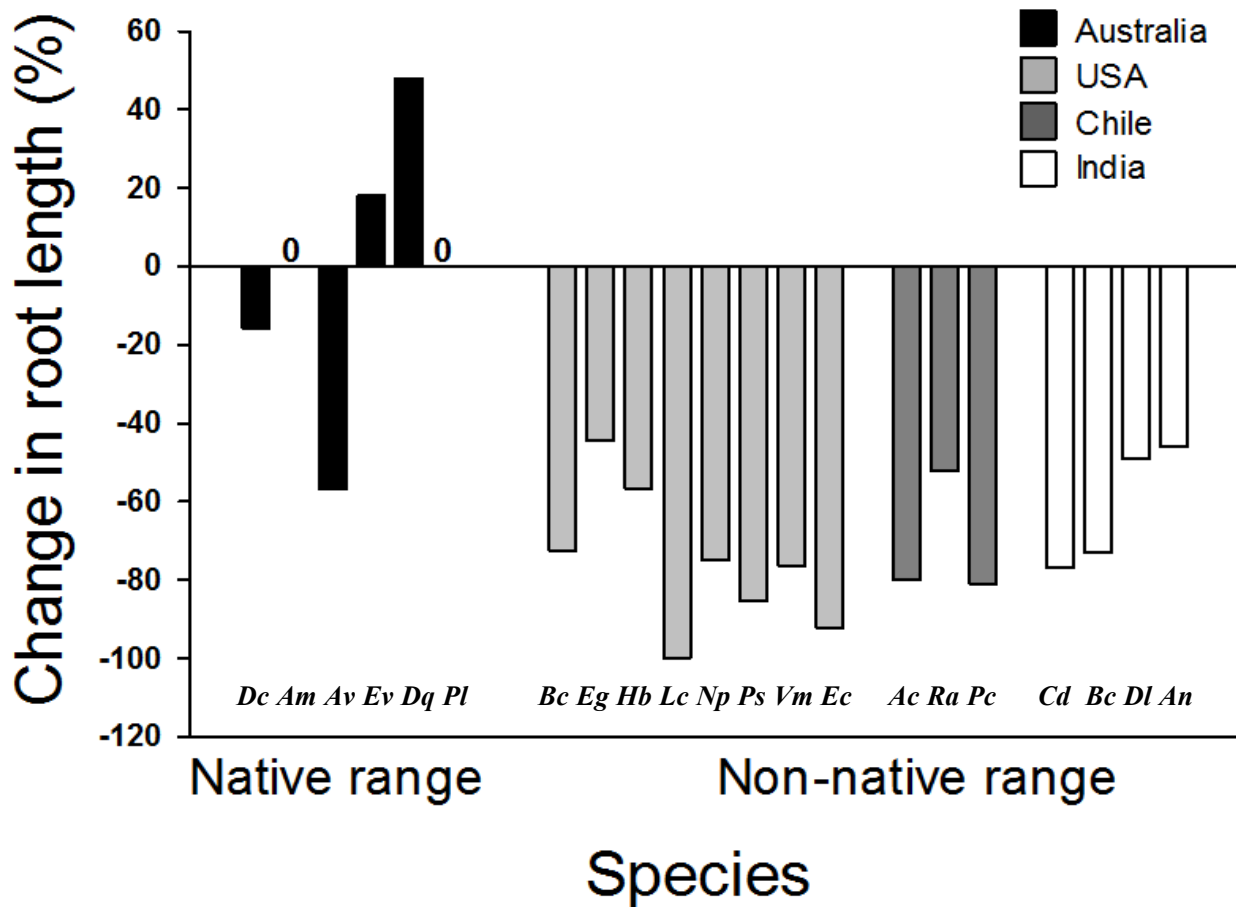 Change in root length (%)
60
40
20
0
-20
-40
-60
-80
-100
-120
Australia
USA
Chile
India
0
0
Dc Am Av Ev Dq Pl
Bc Eg Hb Lc Np Ps Vm Ec
Ac Ra Pc
Cd Bc Dl An
Native range
Non-native range
Species